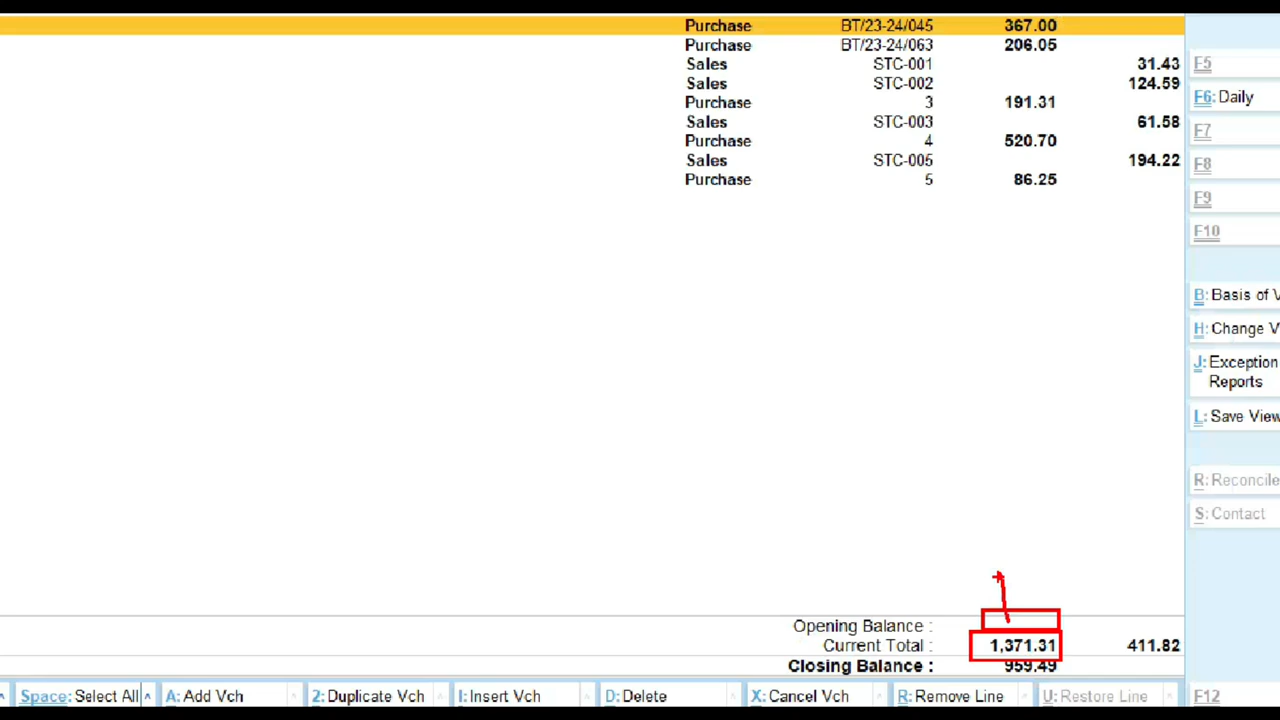 Purchase BT/23-24/045 367.00
Purchase BT/23-24/063 206.05
Sales STC-001 31.43
Sales STC-002 124.59
Purchase 3 191.31
Sales STC-003 61.58
Purchase 4 520.70
Sales STC-005 194.22
Purchase 5 86.25
Opening Balance :
Current Total : 1,371.31 411.82
Closing Balance : 959.49
F5
F6: Daily
F7
F8
F9
F10
B: Basis of V
H: Change V
J: Exception
Reports
L: Save View
R: Reconcile
S: Contact
Space: Select All A: Add Vch 2: Duplicate Vch I: Insert Vch D: Delete X: Cancel Vch R: Remove Line U: Restore Line F12